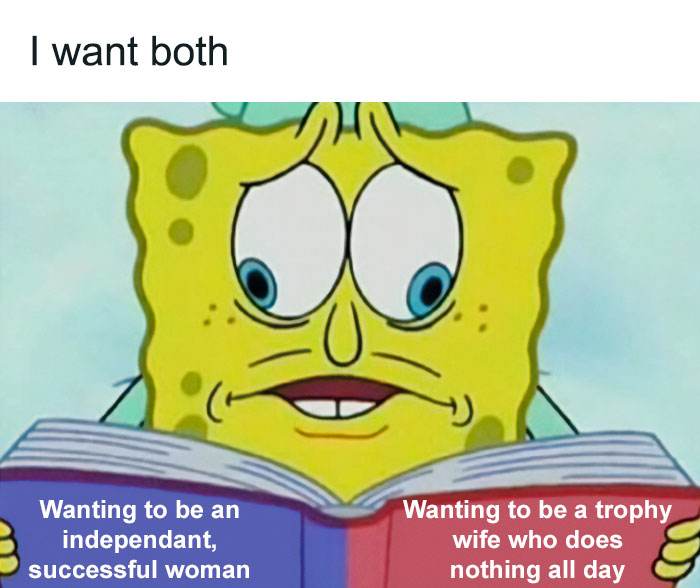 I want both
Wanting to be an
independant,
successful woman
Wanting to be a trophy
wife who does
nothing all day